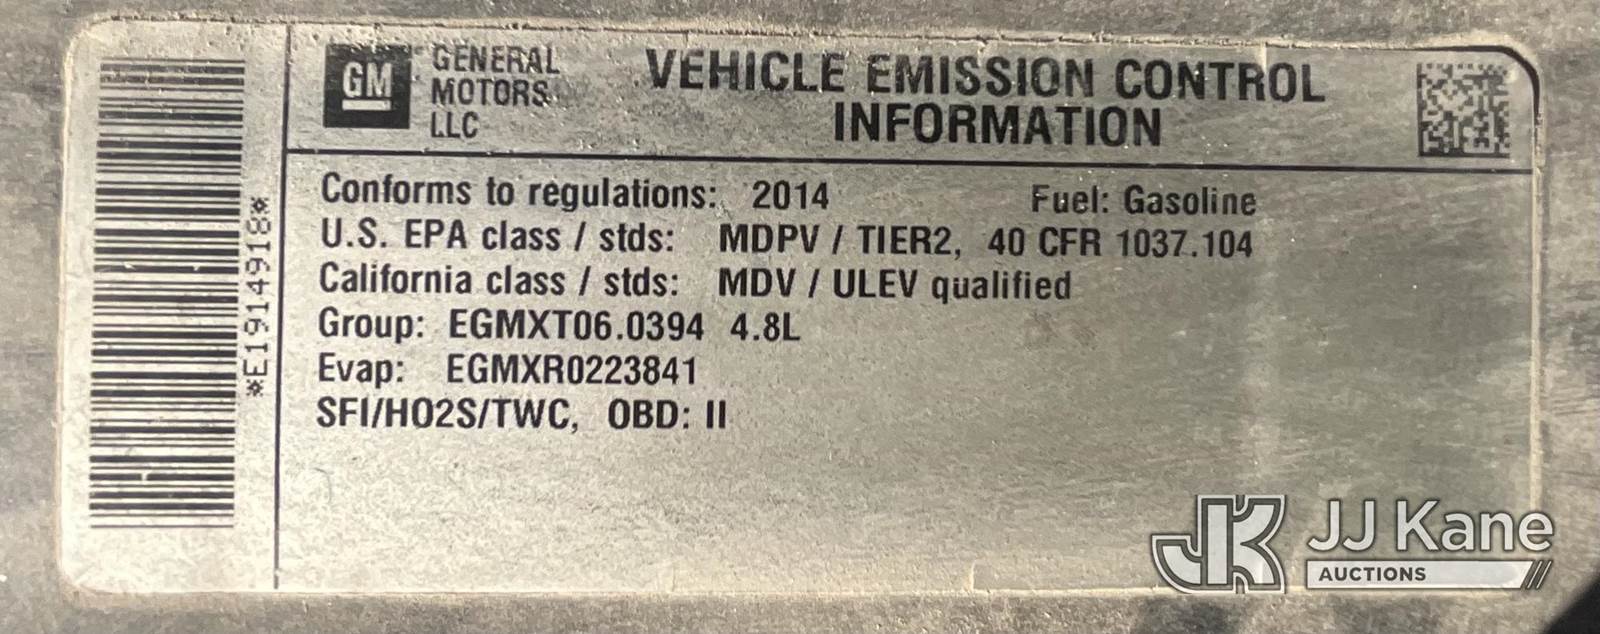 *E19149918*
GM
GENERAL
MOTORS
LLC
VEHICLE EMISSION CONTROL
INFORMATION
Conforms to regulations: 2014 Fuel: Gasoline
U.S. EPA class / stds: MDPV / TIER2, 40 CFR 1037.104
California class / stds: MDV / ULEV qualified
Group: EGMXT06.0394 4.8L
Evap: EGMXR0223841
SFI/HO2S/TWC, OBD: II
JK JJ Kane
AUCTIONS